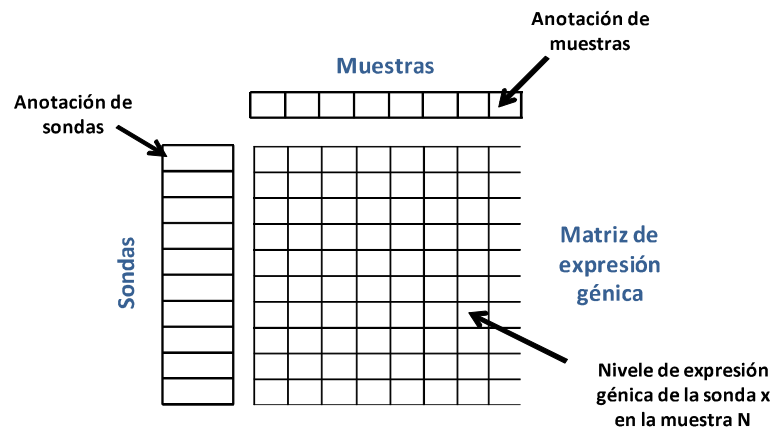 Anotación de
muestras
Muestras
Anotación de
sondas
Sondas
Matriz de
expresión
génica
Nivele de expresión
génica de la sonda x
en la muestra N